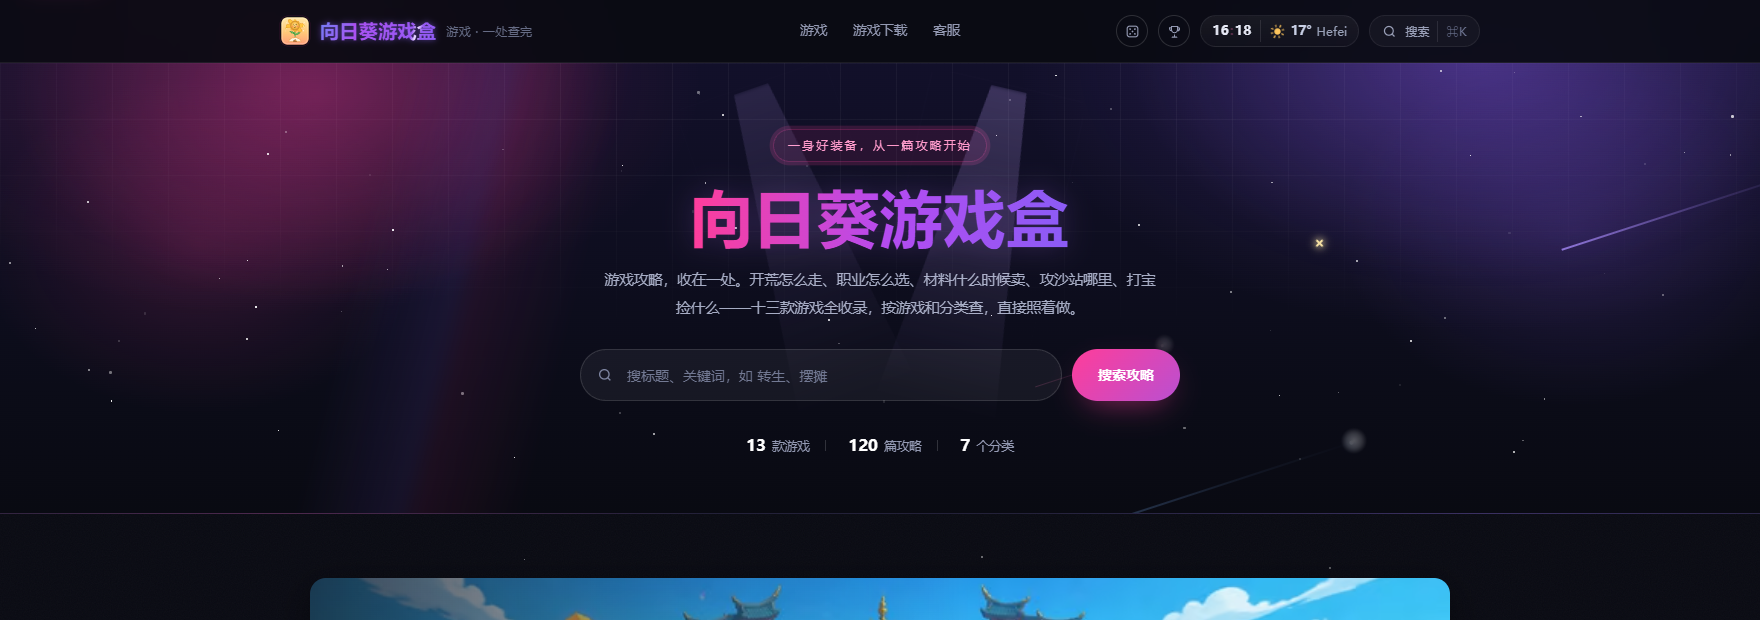 向日葵游戏盒
游戏 · 一处查完
游戏
游戏下载
客服
16:18
17° Hefei
搜索
⌘K
一身好装备，从一篇攻略开始
向日葵游戏盒
游戏攻略，收在一处。开荒怎么走、职业怎么选、材料什么时候卖、攻沙站哪里、打宝
捡什么——十三款游戏全收录，按游戏和分类查，直接照着做。
搜标题、关键词，如 转生、摆摊
搜索攻略
13 款游戏
120 篇攻略
7 个分类